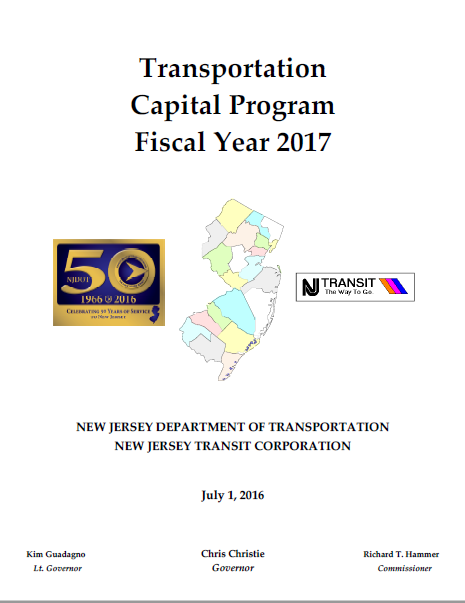 Transportation
Capital Program
Fiscal Year 2017
NJDOT
50
1966 @ 2016
CELEBRATING 50 YEARS OF SERVICE
TO NEW JERSEY
NJ TRANSIT
The Way To Go.
NEW JERSEY DEPARTMENT OF TRANSPORTATION
NEW JERSEY TRANSIT CORPORATION
July 1, 2016
Kim Guadagno
Lt. Governor
Chris Christie
Governor
Richard T. Hammer
Commissioner